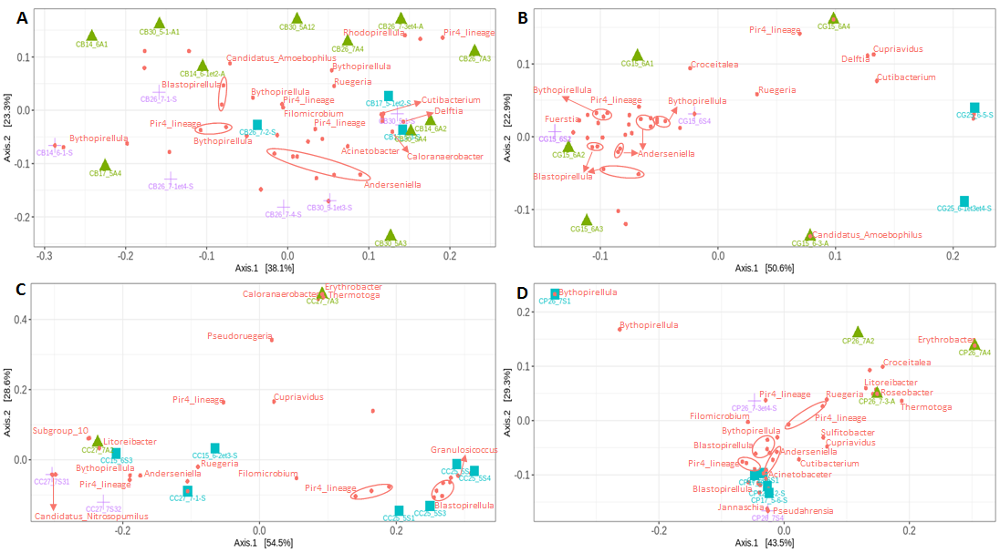 A
CB14_6A1
CB30_5-1-A1
CB30_5A12
CB26_7-3et4-A
Rhodopirellula
Pir4_lineage
CB26_7A4
CB26_7A3
Candidatus_Amoebophilus
CB14_6-1et2-A
Bythopirellula
Blastopirellula
Ruegeria
CB26_7-1-S
Bythopirellula
Pir4_lineage
CB17_5-1et2-S
Cutibacterium
Filomicrobium
Delftia
Pir4_lineage
Pir4_lineage
CB14_6A2
CB26_7-2-S
Bythopirellula
Bythopirellula
Acinetobacter
CB14_6-1-S
Caloranaerobacter
CB17_5A4
CB26_7-1et4-S
Anderseniella
CB30_5-1et3-S
CB26_7-4-S
CB30_5A3
0.1
0.0
-0.1
-0.2
-0.3
-0.2
-0.1
0.0
0.1
0.2
Axis.2 [23.3%]
Axis.1 [38.1%]
B
CG15_6A4
Pir4_lineage
Cupriavidus
Delftia
CG15_6A1
Croceitalea
Cutibacterium
Bythopirellula
Ruegeria
Pir4_lineage
Bythopirellula
Fuerstia
CG15_6S4
CG25_5-5-S
CG15_6S2
CG15_6A2
Anderseniella
Blastopirellula
CG25_6-1et3et4-S
CG15_6A3
Candidatus_Amoebophilus
CG15_6-3-A
0.1
0.0
-0.1
-0.1
0.0
0.1
0.2
Axis.2 [22.9%]
Axis.1 [50.6%]
C
Erythrobacter
Caloranaerobacter
Thermotoga
CC27_7A3
Pseudoruegeria
Pir4_lineage
Cupriavidus
Subgroup_10
Litoreibacter
CC15_6S3
CC15_6-2et3-S
Granulosicoccus
Bythopirellula
Ruegeria
CC27_7S31
Anderseniella
Filomicrobium
CC25_5S4
Pir4_lineage
Pir4_lineage
CC27_7-1-S
CC27_7S32
Blastopirellula
Candidatus_Nitrosopumilus
CC25_5S1
CC25_5S3
0.4
0.2
0.0
-0.2
0.0
0.2
Axis.2 [28.6%]
Axis.1 [54.5%]
D
Bythopirellula
CP26_7S1
Bythopirellula
CP26_7A2
Erythrobacter
CP26_7A4
Croceitalea
Litoreibacter
Pir4_lineage
Ruegeria
Roseobacter
CP26_7-3et4-S
CP26_7-3-A
Thermotoga
Filomicrobium
Pir4_lineage
Bythopirellula
Sulfitobacter
Blastopirellula
Cupriavidus
Anderseniella
Pir4_lineage
Cutibacterium
Acinetobacter
Blastopirellula
CP17_5-6-S
Jannaschia
Pseudahrensia
CP26_7S4
0.2
0.1
0.0
-0.1
-0.2
0.0
0.2
Axis.2 [29.3%]
Axis.1 [43.5%]